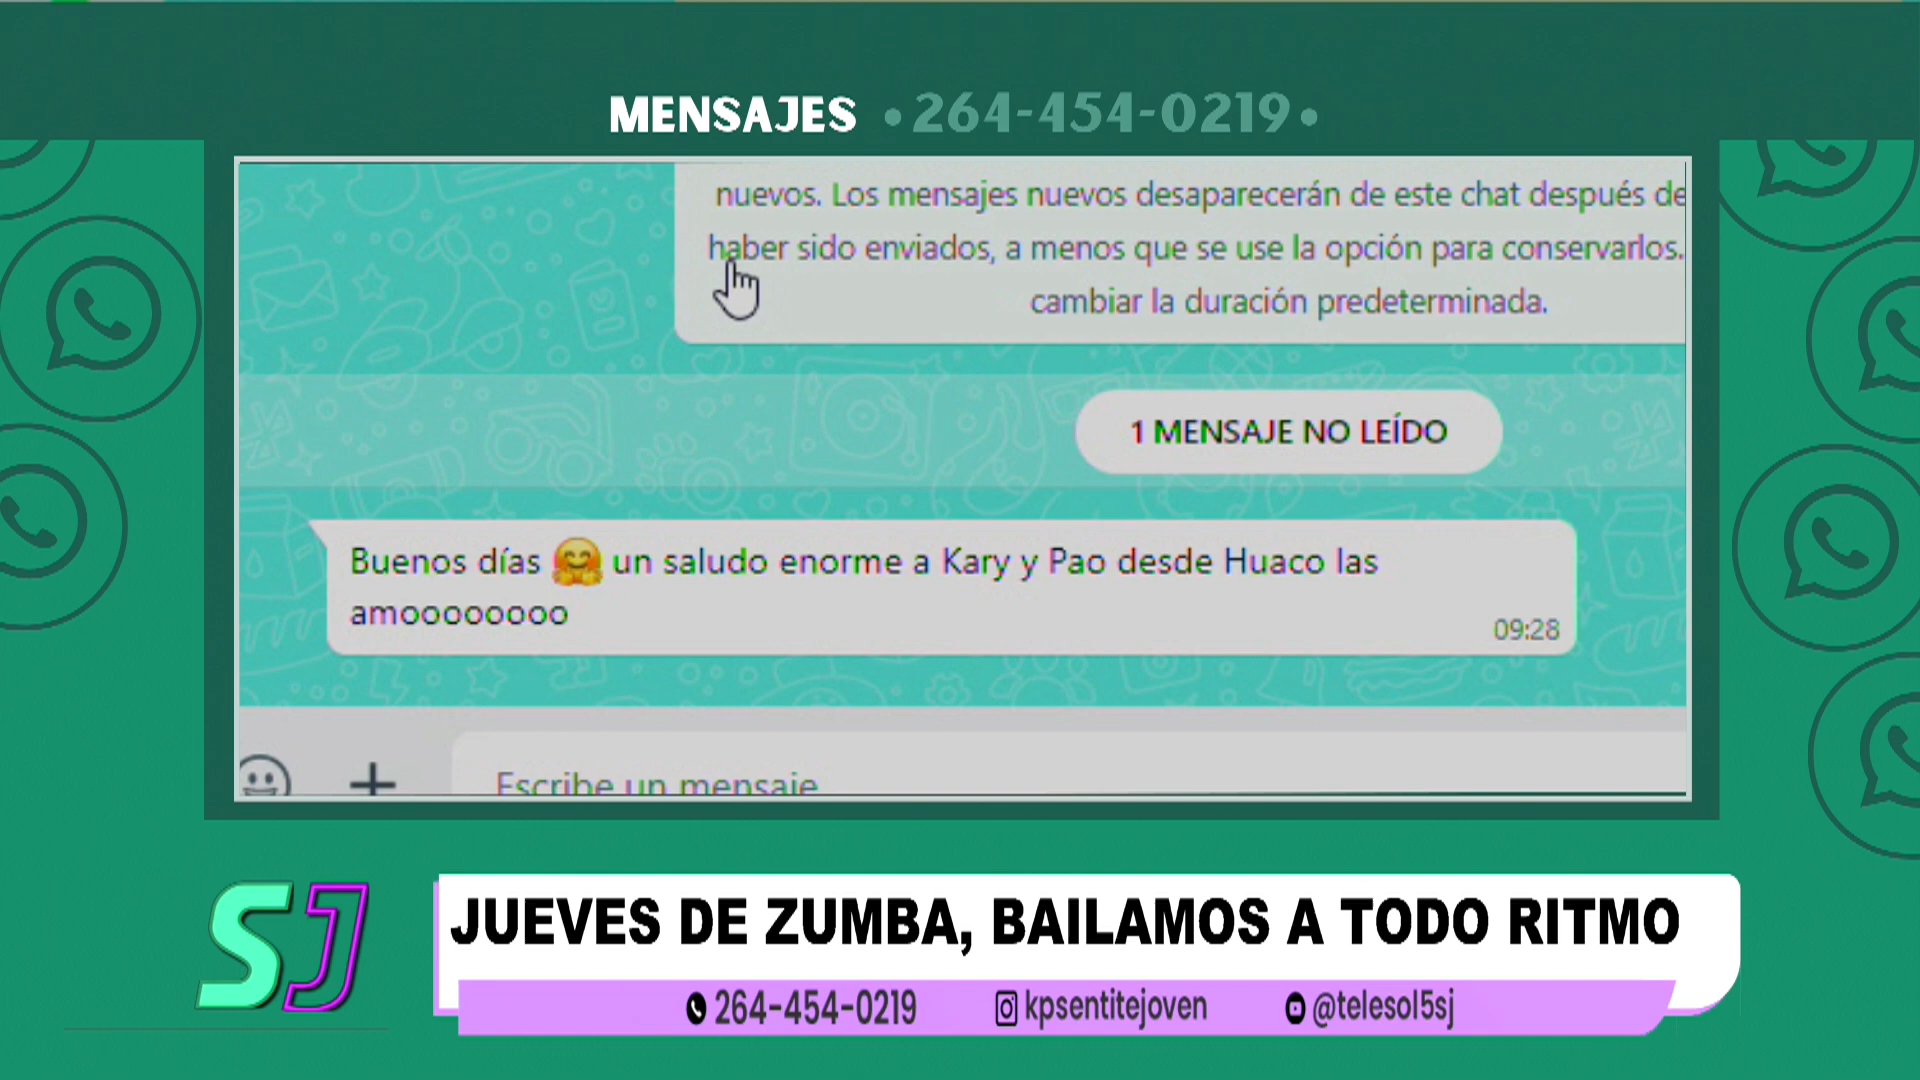 MENSAJES • 264-454-0219 •
nuevos. Los mensajes nuevos desaparecerán de este chat después de
haber sido enviados, a menos que se use la opción para conservarlos.
cambiar la duración predeterminada.
1 MENSAJE NO LEÍDO
Buenos días 🤗 un saludo enorme a Kary y Pao desde Huaco las
amoooooooo
09:28
Escribe un mensaje
SJ
JUEVES DE ZUMBA, BAILAMOS A TODO RITMO
264-454-0219 kpsentitejoven @telesol5sj